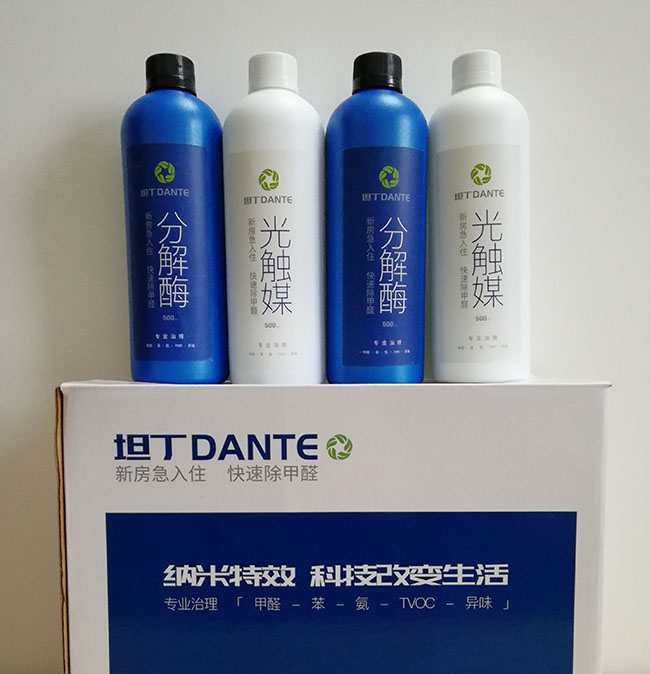 坦丁DANTE
新房急入住 快速除甲醛
分解酶
500ml
专业治理
坦丁DANTE
新房急入住 快速除甲醛
光触媒
500ml
专业治理
坦丁DANTE
新房急入住 快速除甲醛
分解酶
500ml
专业治理
坦丁DANTE
新房急入住 快速除甲醛
光触媒
500ml
专业治理
坦丁DANTE
新房急入住 快速除甲醛
纳米特效 科技改变生活
专业治理「 甲醛 – 苯 – 氨 – TVOC – 异味 」